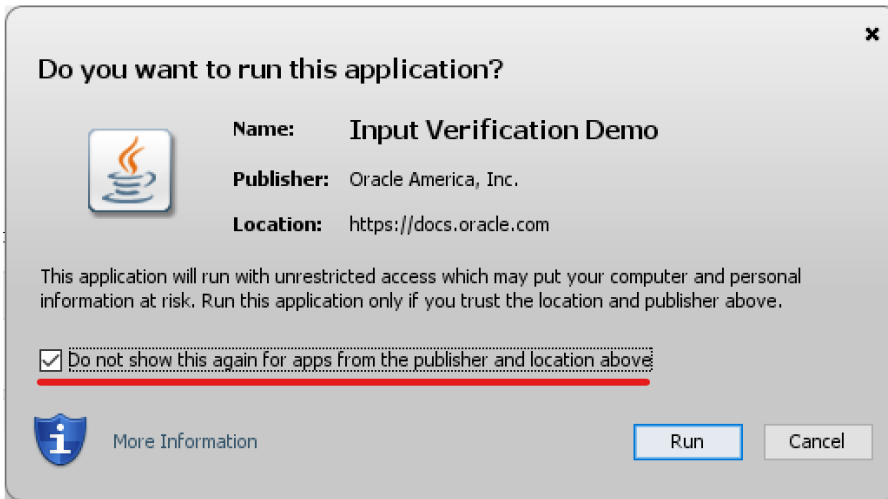 Do you want to run this application?
Name: Input Verification Demo
Publisher: Oracle America, Inc.
Location: https://docs.oracle.com
This application will run with unrestricted access which may put your computer and personal
information at risk. Run this application only if you trust the location and publisher above.
Do not show this again for apps from the publisher and location above
More Information
Run
Cancel